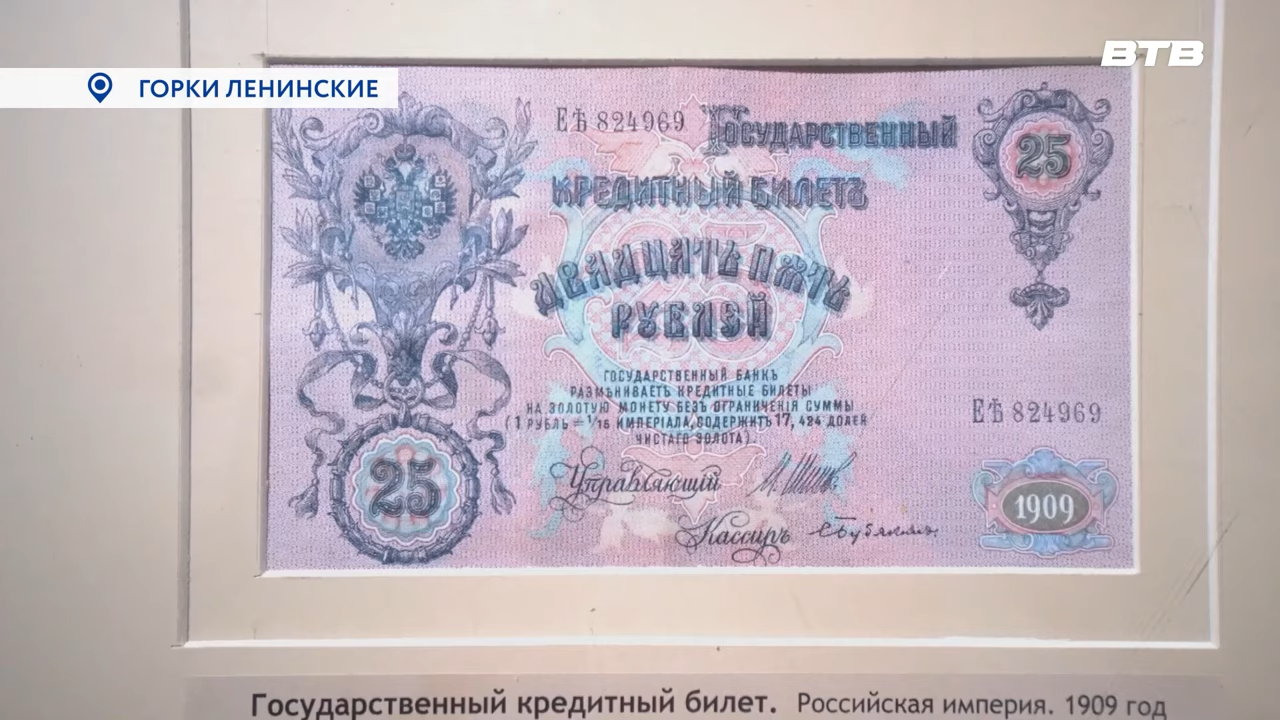 ВТВ
ГОРКИ ЛЕНИНСКИЕ
ЕѢ 824969 ГОСУДАРСТВЕННЫЙ
КРЕДИТНЫЙ БИЛЕТЪ
25
ДВАДЦАТЬ ПЯТЬ
РУБЛЕЙ
25
ГОСУДАРСТВЕННЫЙ БАНКЪ
РАЗМѢНИВАЕТЪ КРЕДИТНЫЕ БИЛЕТЫ
НА ЗОЛОТУЮ МОНЕТУ БЕЗЪ ОГРАНИЧЕНІЯ СУММЫ
(1 РУБЛЬ = 1/15 ИМПЕРІАЛА, СОДЕРЖИТЪ 17,424 ДОЛЕЙ
ЧИСТАГО ЗОЛОТА).
ЕѢ 824969
25
Управляющій
1909
Кассиръ
Государственный кредитный билет. Российская империя. 1909 год